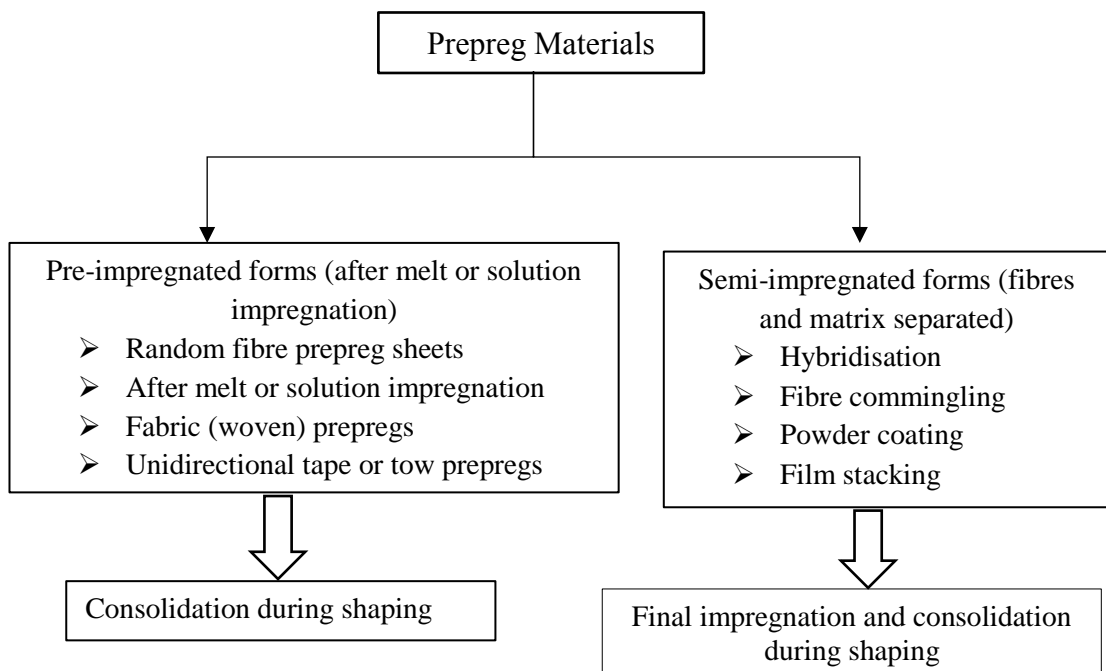 Prepreg Materials
Pre-impregnated forms (after melt or solution
impregnation)
➢ Random fibre prepreg sheets
➢ After melt or solution impregnation
➢ Fabric (woven) prepregs
➢ Unidirectional tape or tow prepregs
Semi-impregnated forms (fibres
and matrix separated)
➢ Hybridisation
➢ Fibre commingling
➢ Powder coating
➢ Film stacking
Consolidation during shaping
Final impregnation and consolidation
during shaping